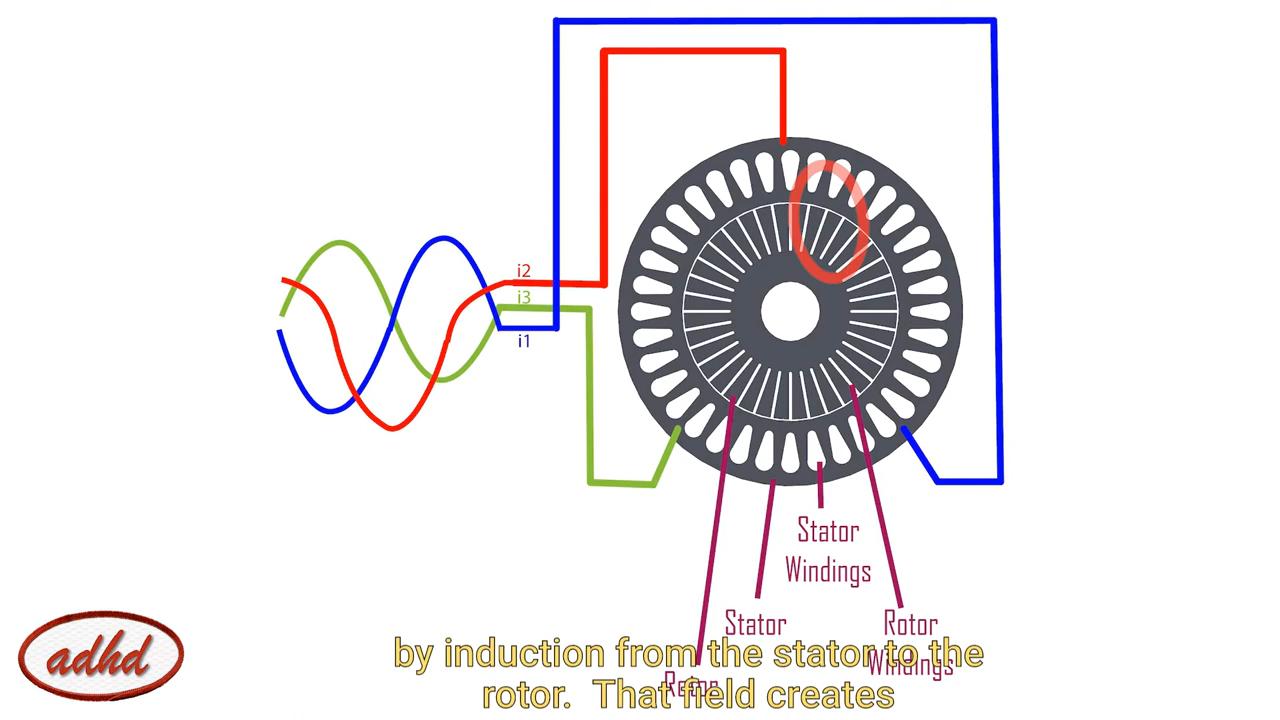 i2
i3
i1
Stator
Windings
Stator
Rotor
Windings
Rotor
by induction from the stator to the
rotor. That field creates
adhd